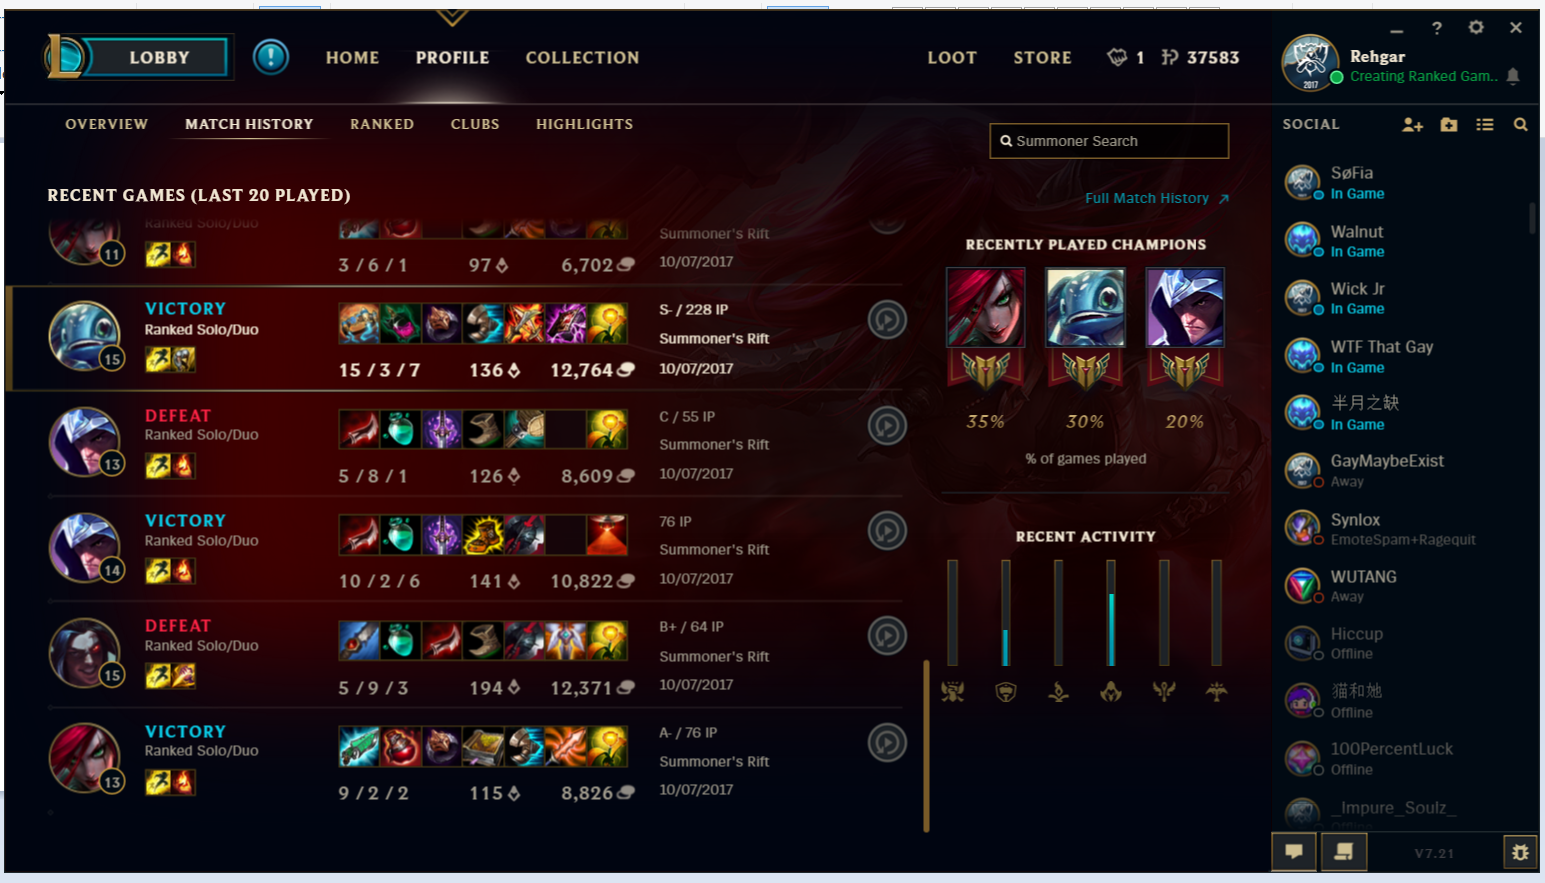 LOBBY
HOME
PROFILE
COLLECTION
LOOT
STORE
1
37583
?
2017
Rehgar
Creating Ranked Gam..
OVERVIEW
MATCH HISTORY
RANKED
CLUBS
HIGHLIGHTS
Summoner Search
SOCIAL
RECENT GAMES (LAST 20 PLAYED)
Full Match History
11
Ranked Solo/Duo
3 / 6 / 1
97
6,702
Summoner's Rift
10/07/2017
15
VICTORY
Ranked Solo/Duo
15 / 3 / 7
136
12,764
S- / 228 IP
Summoner's Rift
10/07/2017
13
DEFEAT
Ranked Solo/Duo
5 / 8 / 1
126
8,609
C / 55 IP
Summoner's Rift
10/07/2017
14
VICTORY
Ranked Solo/Duo
10 / 2 / 6
141
10,822
76 IP
Summoner's Rift
10/07/2017
15
DEFEAT
Ranked Solo/Duo
5 / 9 / 3
194
12,371
B+ / 64 IP
Summoner's Rift
10/07/2017
13
VICTORY
Ranked Solo/Duo
9 / 2 / 2
115
8,826
A- / 76 IP
Summoner's Rift
10/07/2017
RECENTLY PLAYED CHAMPIONS
35%
30%
20%
% of games played
RECENT ACTIVITY
SøFia
In Game
Walnut
In Game
Wick Jr
In Game
WTF That Gay
In Game
半月之缺
In Game
GayMaybeExist
Away
Synlox
EmoteSpam+Ragequit
WUTANG
Away
Hiccup
Offline
猫和她
Offline
100PercentLuck
Offline
_Impure_Soulz_
Offline
V7.21